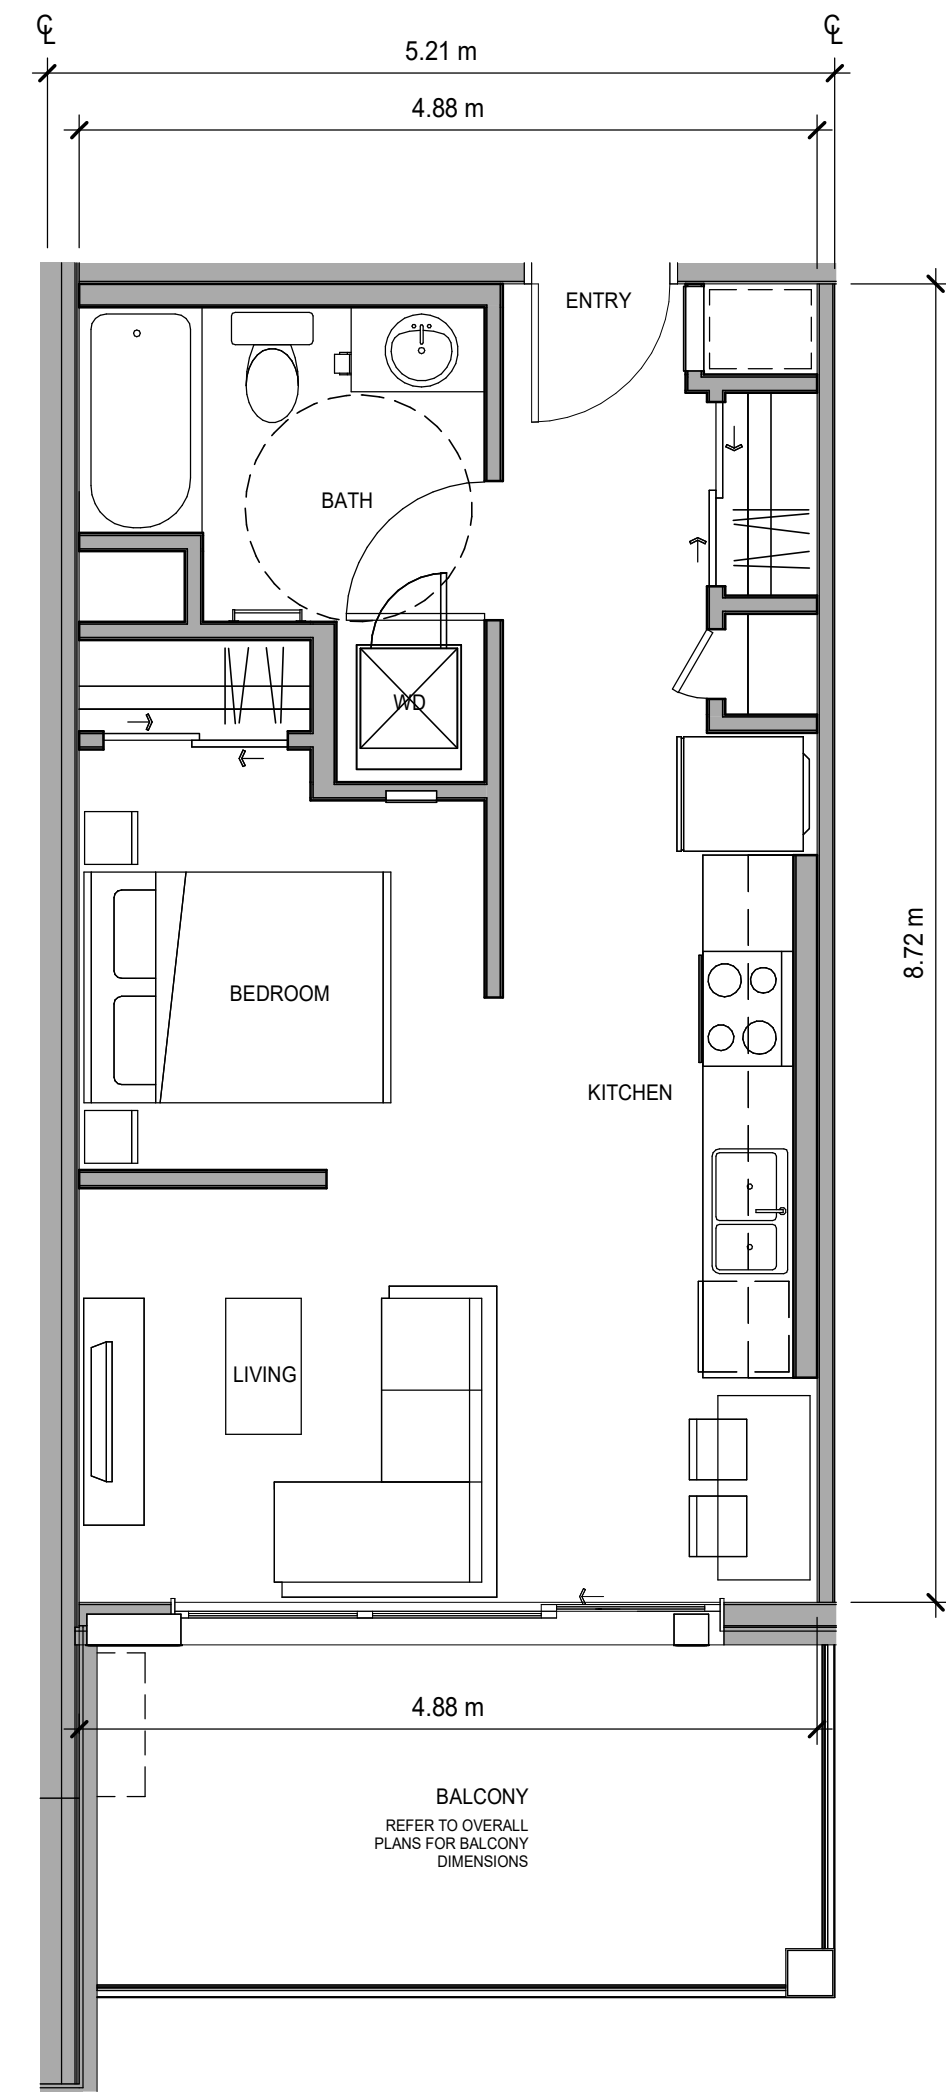 ℄ ℄
5.21 m
4.88 m
ENTRY
BATH
WD
8.72 m
BEDROOM
KITCHEN
LIVING
4.88 m
BALCONY
REFER TO OVERALL
PLANS FOR BALCONY
DIMENSIONS